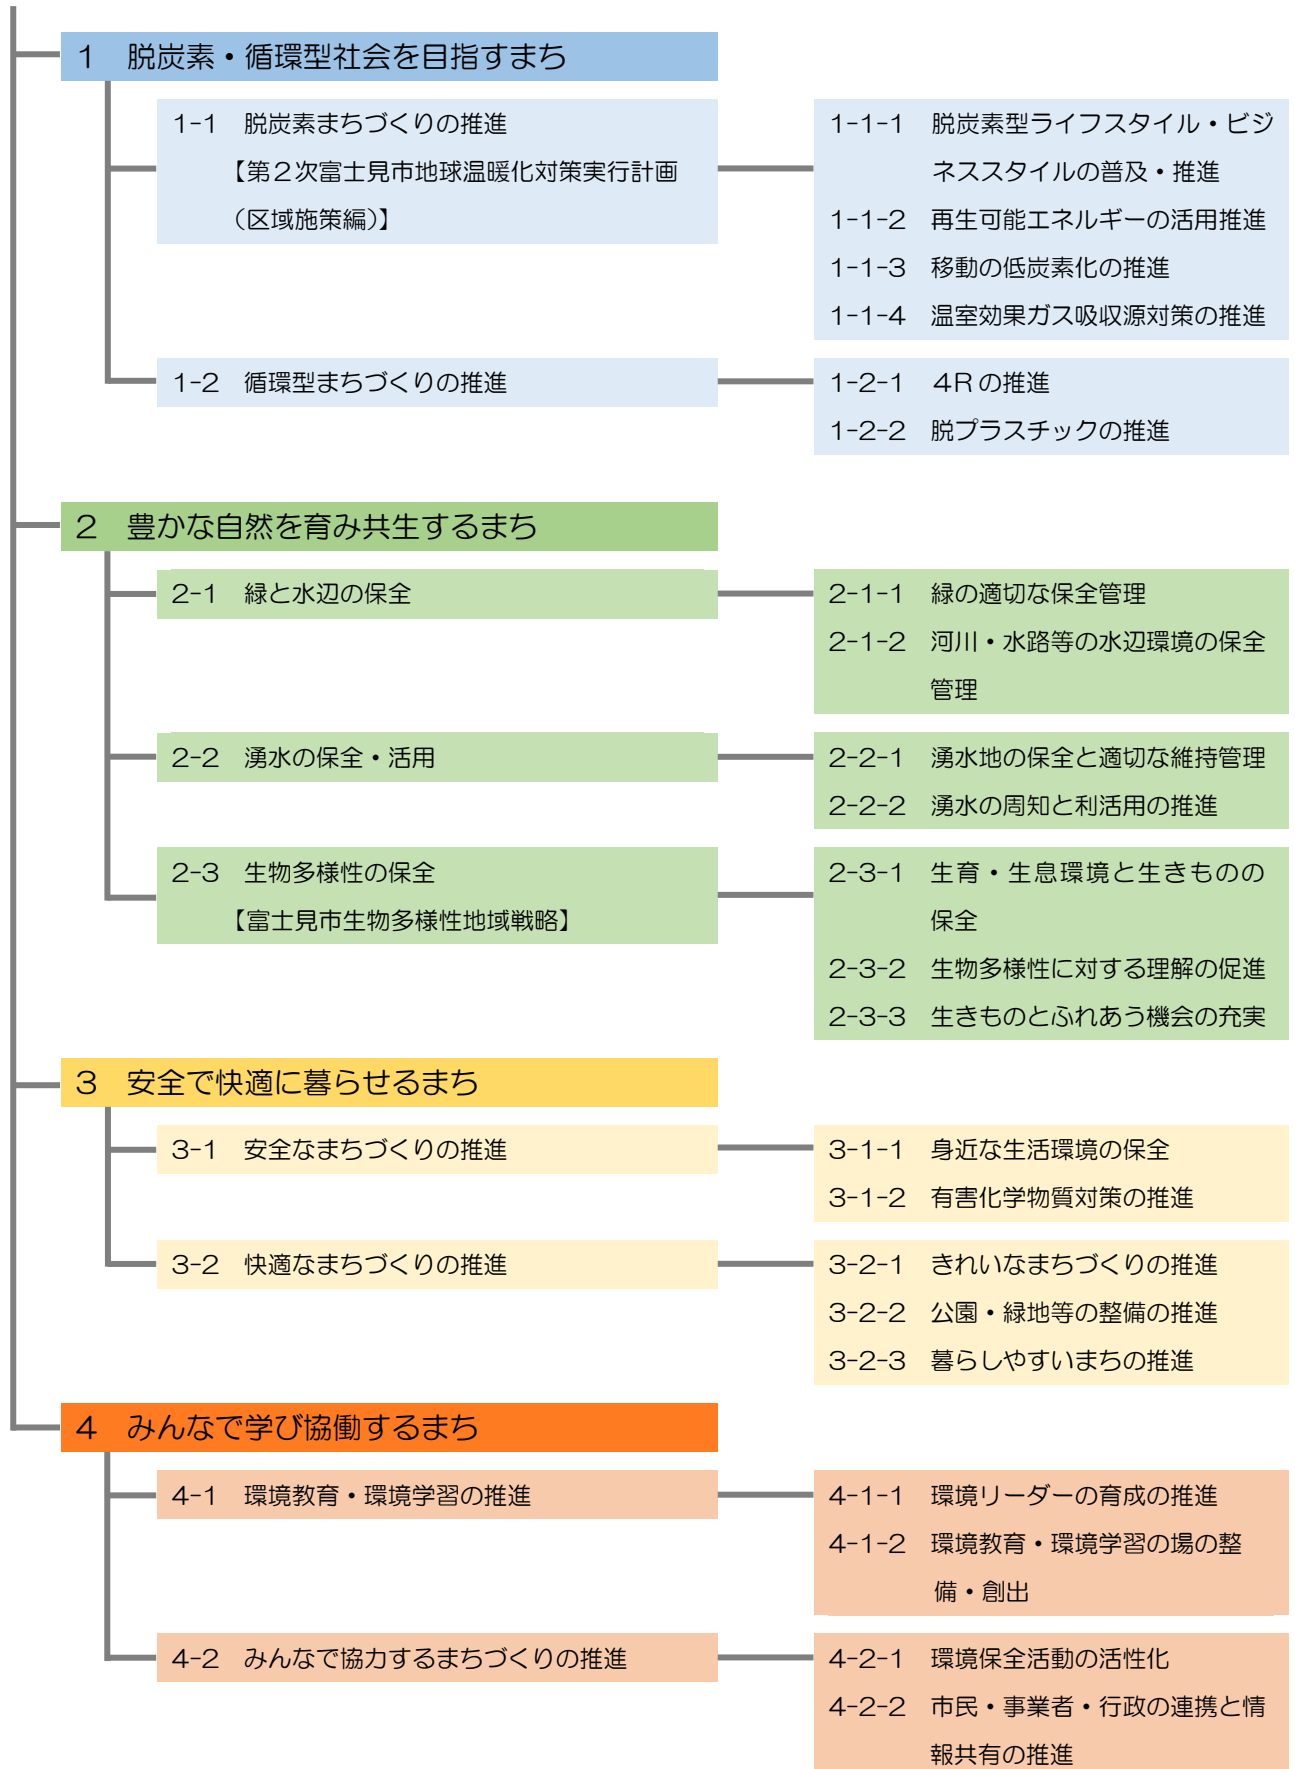 1 脱炭素・循環型社会を目指すまち
1-1 脱炭素まちづくりの推進
【第２次富士見市地球温暖化対策実行計画
（区域施策編）】
1-1-1 脱炭素型ライフスタイル・ビジ
ネススタイルの普及・推進
1-1-2 再生可能エネルギーの活用推進
1-1-3 移動の低炭素化の推進
1-1-4 温室効果ガス吸収源対策の推進
1-2 循環型まちづくりの推進
1-2-1 4Rの推進
1-2-2 脱プラスチックの推進
2 豊かな自然を育み共生するまち
2-1 緑と水辺の保全
2-1-1 緑の適切な保全管理
2-1-2 河川・水路等の水辺環境の保全
管理
2-2 湧水の保全・活用
2-2-1 湧水地の保全と適切な維持管理
2-2-2 湧水の周知と利活用の推進
2-3 生物多様性の保全
【富士見市生物多様性地域戦略】
2-3-1 生育・生息環境と生きものの
保全
2-3-2 生物多様性に対する理解の促進
2-3-3 生きものとふれあう機会の充実
3 安全で快適に暮らせるまち
3-1 安全なまちづくりの推進
3-1-1 身近な生活環境の保全
3-1-2 有害化学物質対策の推進
3-2 快適なまちづくりの推進
3-2-1 きれいなまちづくりの推進
3-2-2 公園・緑地等の整備の推進
3-2-3 暮らしやすいまちの推進
4 みんなで学び協働するまち
4-1 環境教育・環境学習の推進
4-1-1 環境リーダーの育成の推進
4-1-2 環境教育・環境学習の場の整
備・創出
4-2 みんなで協力するまちづくりの推進
4-2-1 環境保全活動の活性化
4-2-2 市民・事業者・行政の連携と情
報共有の推進